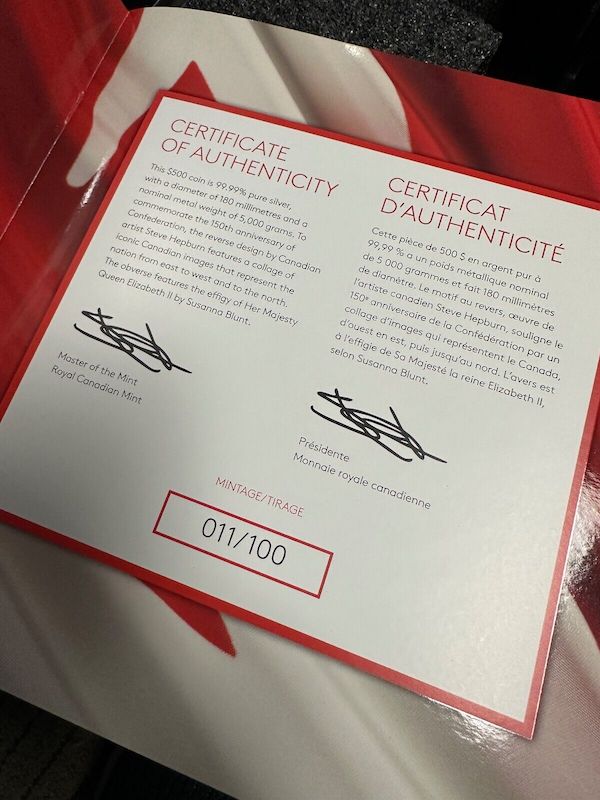 CERTIFICATE
OF AUTHENTICITY
This $500 coin is 99.99% pure silver,
with a diameter of 180 millimetres and a
nominal metal weight of 5,000 grams. To
commemorate the 150th anniversary of
Confederation, the reverse design by Canadian
artist Steve Hepburn features a collage of
iconic Canadian images that represent the
nation from east to west and to the north.
The obverse features the effigy of Her Majesty
Queen Elizabeth II by Susanna Blunt.
Master of the Mint
Royal Canadian Mint
CERTIFICAT
D'AUTHENTICITÉ
Cette pièce de 500 $ en argent pur à
99,99 % a un poids métallique nominal
de 5 000 grammes et fait 180 millimètres
de diamètre. Le motif au revers, œuvre de
l'artiste canadien Steve Hepburn, souligne le
150e anniversaire de la Confédération par un
collage d'images qui représentent le Canada,
d'ouest en est, puis jusqu'au nord. L'avers est
à l'effigie de Sa Majesté la reine Elizabeth II,
selon Susanna Blunt.
Présidente
Monnaie royale canadienne
MINTAGE/TIRAGE
011/100